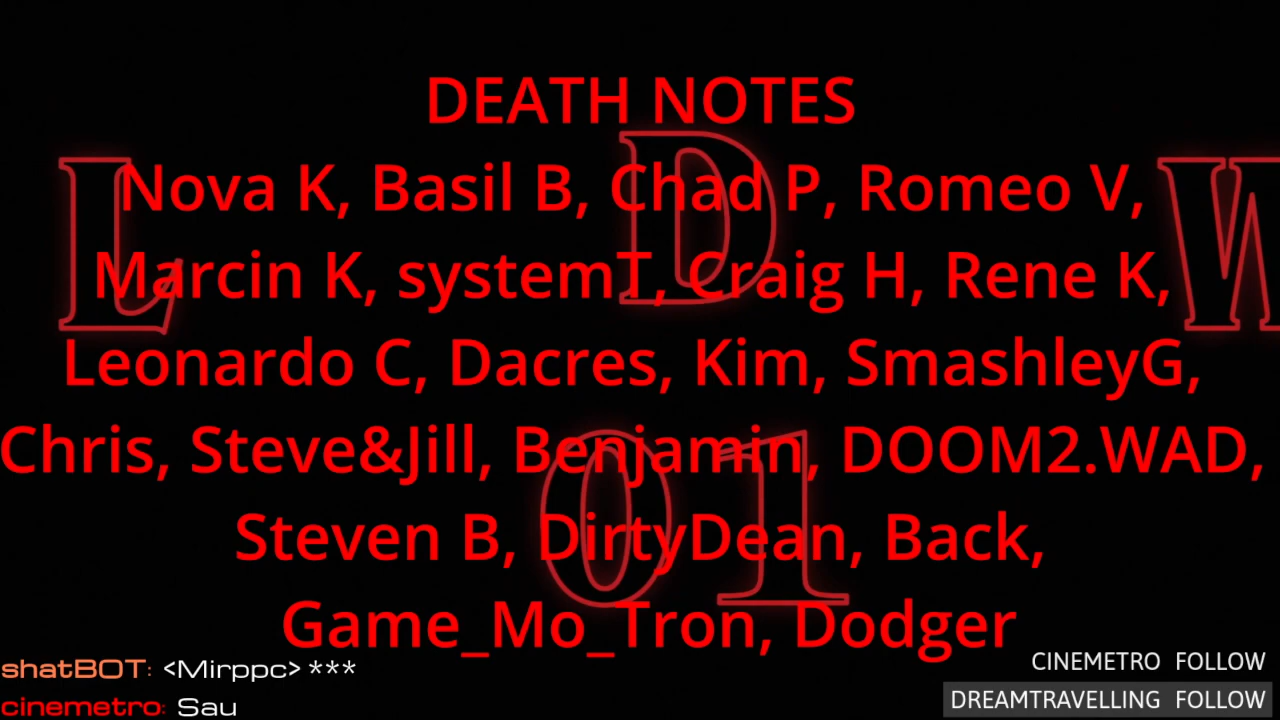 DEATH NOTES
L D W
Nova K, Basil B, Chad P, Romeo V,
Marcin K, systemT, Craig H, Rene K,
Leonardo C, Dacres, Kim, SmashleyG,
Chris, Steve&Jill, Benjamin, DOOM2.WAD,
01
Steven B, DirtyDean, Back,
Game_Mo_Tron, Dodger
shatBOT: <Mirppc> ***
cinemetro: Sau
CINEMETRO FOLLOW
DREAMTRAVELLING FOLLOW